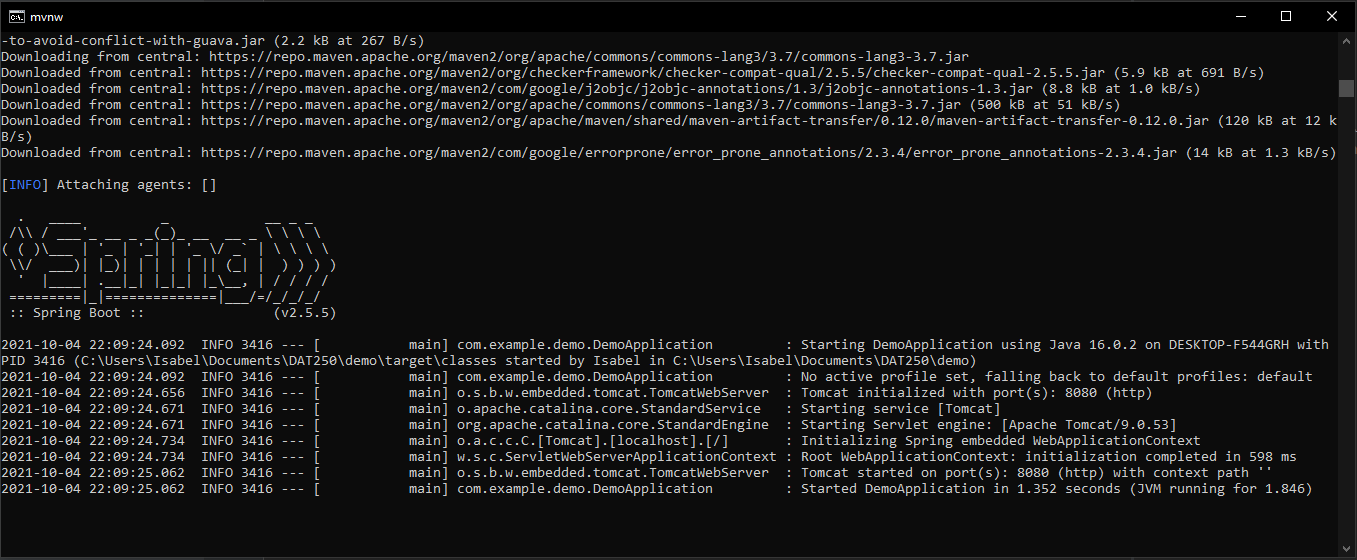 mvnw
-to-avoid-conflict-with-guava.jar (2.2 kB at 267 B/s)
Downloading from central: https://repo.maven.apache.org/maven2/org/apache/commons/commons-lang3/3.7/commons-lang3-3.7.jar
Downloaded from central: https://repo.maven.apache.org/maven2/org/checkerframework/checker-compat-qual/2.5.5/checker-compat-qual-2.5.5.jar (5.9 kB at 691 B/s)
Downloaded from central: https://repo.maven.apache.org/maven2/com/google/j2objc/j2objc-annotations/1.3/j2objc-annotations-1.3.jar (8.8 kB at 1.0 kB/s)
Downloaded from central: https://repo.maven.apache.org/maven2/org/apache/commons/commons-lang3/3.7/commons-lang3-3.7.jar (500 kB at 51 kB/s)
Downloaded from central: https://repo.maven.apache.org/maven2/org/apache/maven/shared/maven-artifact-transfer/0.12.0/maven-artifact-transfer-0.12.0.jar (120 kB at 12 k
B/s)
Downloaded from central: https://repo.maven.apache.org/maven2/com/google/errorprone/error_prone_annotations/2.3.4/error_prone_annotations-2.3.4.jar (14 kB at 1.3 kB/s)
[INFO] Attaching agents: []
  .   ____          _            __ _ _
 /\\ / ___'_ __ _ _(_)_ __  __ _ \ \ \ \
( ( )\___ | '_ | '_| | '_ \/ _` | \ \ \ \
 \\/  ___)| |_)| | | | | || (_| |  ) ) ) )
  '  |____| .__|_| |_|_| |_\__, | / / / /
 =========|_|==============|___/=/_/_/_/
 :: Spring Boot ::                (v2.5.5)
2021-10-04 22:09:24.092  INFO 3416 --- [           main] com.example.demo.DemoApplication         : Starting DemoApplication using Java 16.0.2 on DESKTOP-F544GRH with
PID 3416 (C:\Users\Isabel\Documents\DAT250\demo\target\classes started by Isabel in C:\Users\Isabel\Documents\DAT250\demo)
2021-10-04 22:09:24.092  INFO 3416 --- [           main] com.example.demo.DemoApplication         : No active profile set, falling back to default profiles: default
2021-10-04 22:09:24.656  INFO 3416 --- [           main] o.s.b.w.embedded.tomcat.TomcatWebServer  : Tomcat initialized with port(s): 8080 (http)
2021-10-04 22:09:24.671  INFO 3416 --- [           main] o.apache.catalina.core.StandardService   : Starting service [Tomcat]
2021-10-04 22:09:24.671  INFO 3416 --- [           main] org.apache.catalina.core.StandardEngine  : Starting Servlet engine: [Apache Tomcat/9.0.53]
2021-10-04 22:09:24.734  INFO 3416 --- [           main] o.a.c.c.C.[Tomcat].[localhost].[/]       : Initializing Spring embedded WebApplicationContext
2021-10-04 22:09:24.734  INFO 3416 --- [           main] w.s.c.ServletWebServerApplicationContext : Root WebApplicationContext: initialization completed in 598 ms
2021-10-04 22:09:25.062  INFO 3416 --- [           main] o.s.b.w.embedded.tomcat.TomcatWebServer  : Tomcat started on port(s): 8080 (http) with context path ''
2021-10-04 22:09:25.062  INFO 3416 --- [           main] com.example.demo.DemoApplication         : Started DemoApplication in 1.352 seconds (JVM running for 1.846)